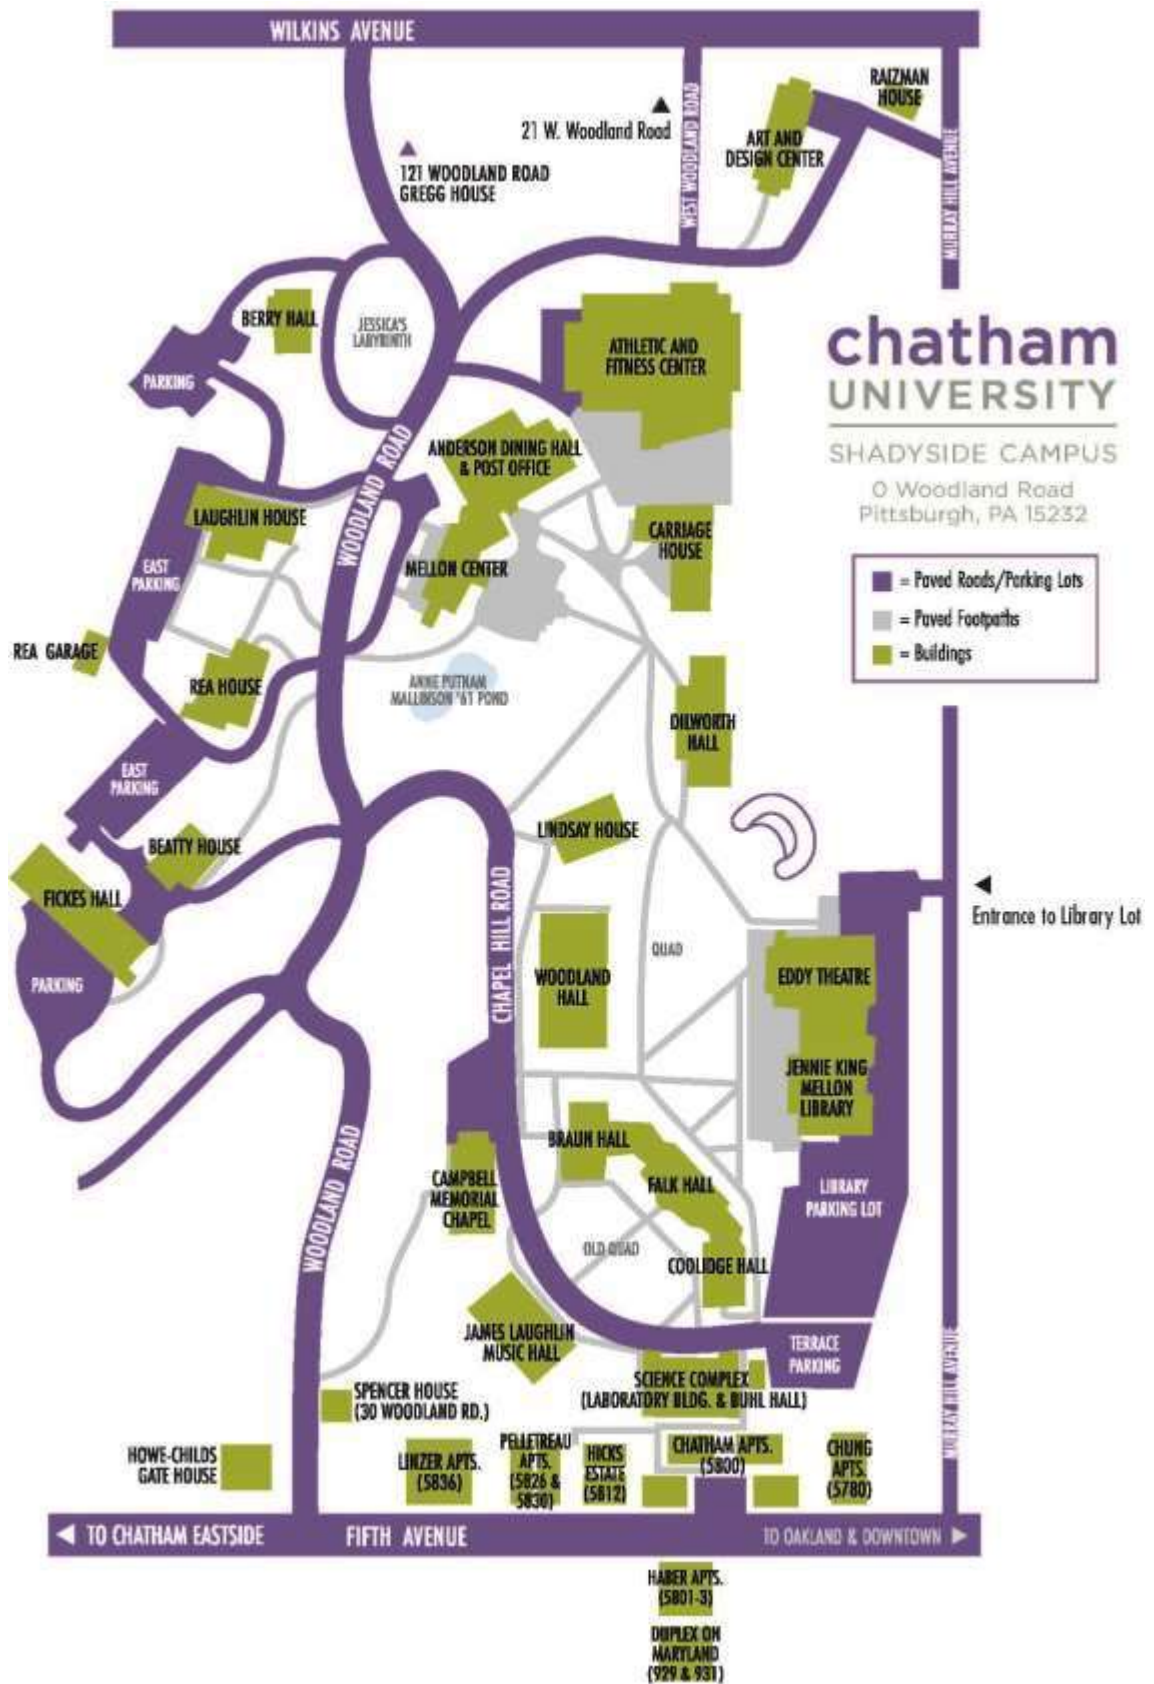 WILKINS AVENUE
RAIZMAN
HOUSE
21 W. Woodland Road
WEST WOODLAND ROAD
ART AND
DESIGN CENTER
MURRAY HILL AVENUE
121 WOODLAND ROAD
GREGG HOUSE
BERRY HALL
JESSICA'S
LABYRINTH
PARKING
ATHLETIC AND
FITNESS CENTER
chatham
UNIVERSITY
SHADYSIDE CAMPUS
0 Woodland Road
Pittsburgh, PA 15232
WOODLAND ROAD
ANDERSON DINING HALL
& POST OFFICE
LAUGHLIN HOUSE
CARRIAGE
HOUSE
EAST
PARKING
MELLON CENTER
= Paved Roads/Parking Lots
= Paved Footpaths
= Buildings
REA GARAGE
REA HOUSE
ANNE PUTNAM
MALLINSON '61 POND
DILWORTH
HALL
EAST
PARKING
BEATTY HOUSE
LINDSAY HOUSE
FICKES HALL
PARKING
CHAPEL HILL ROAD
Entrance to Library Lot
QUAD
WOODLAND
HALL
EDDY THEATRE
JENNIE KING
MELLON
LIBRARY
BRAUN HALL
WOODLAND ROAD
CAMPBELL
MEMORIAL
CHAPEL
FALK HALL
LIBRARY
PARKING LOT
OLD QUAD
COOLIDGE HALL
JAMES LAUGHLIN
MUSIC HALL
TERRACE
PARKING
MURRAY HILL AVENUE
SCIENCE COMPLEX
(LABORATORY BLDG. & BUHL HALL)
SPENCER HOUSE
(30 WOODLAND RD.)
HOWE-CHILDS
GATE HOUSE
LINZER APTS.
(5836)
PELLETREAU
APTS.
(5826 &
5830)
HICKS
ESTATE
(5812)
CHATHAM APTS.
(5800)
CHUNG
APTS.
(5780)
TO CHATHAM EASTSIDE
FIFTH AVENUE
TO OAKLAND & DOWNTOWN
HABER APTS.
(5801-3)
DUPLEX ON
MARYLAND
(929 & 931)